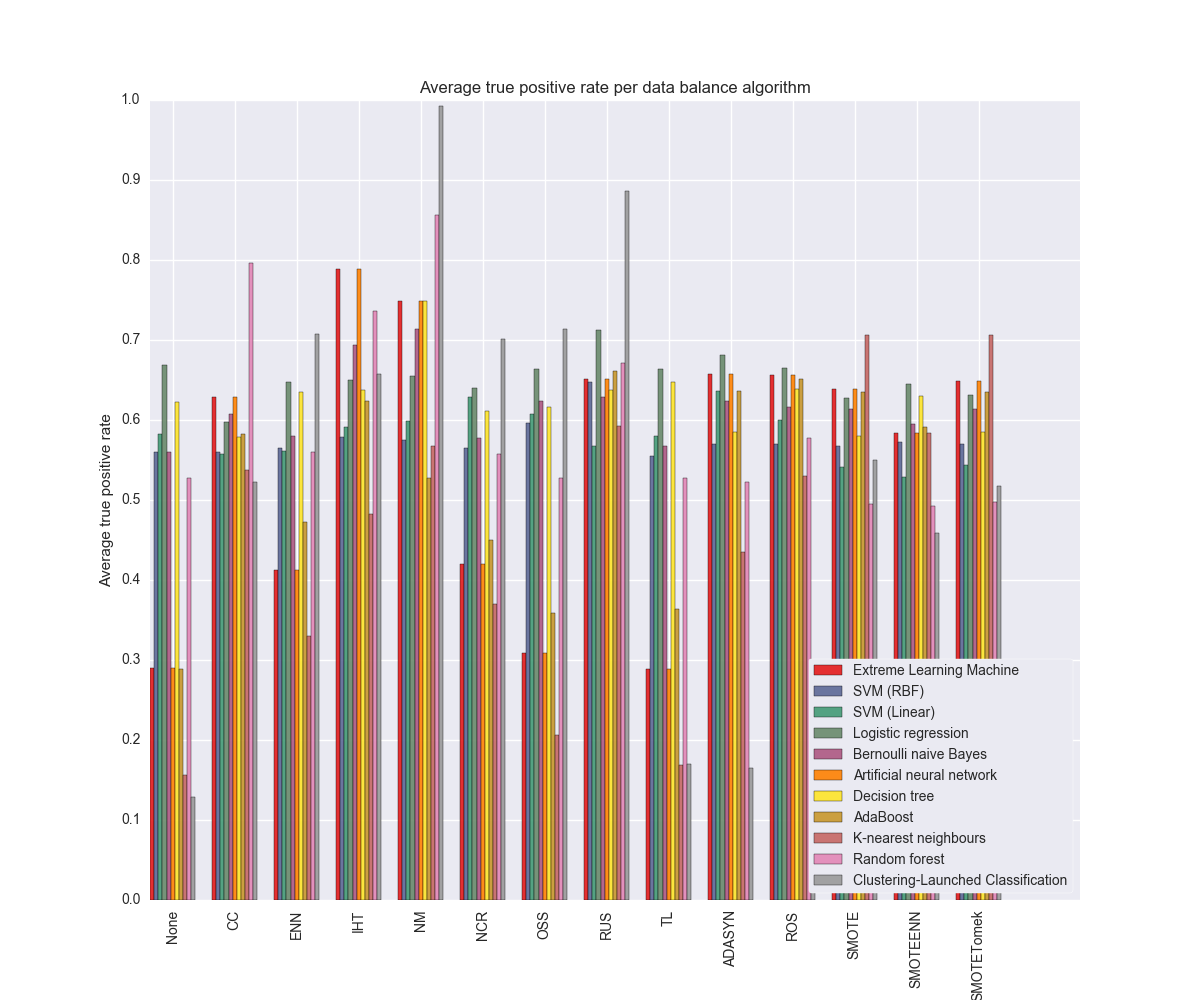 Average true positive rate per data balance algorithm
1.0
0.9
0.8
0.7
0.6
0.5
0.4
0.3
0.2
0.1
0.0
Average true positive rate
None
CC
ENN
IHT
NM
NCR
OSS
RUS
TL
ADASYN
ROS
SMOTE
SMOTEENN
SMOTETomek
Extreme Learning Machine
SVM (RBF)
SVM (Linear)
Logistic regression
Bernoulli naive Bayes
Artificial neural network
Decision tree
AdaBoost
K-nearest neighbours
Random forest
Clustering-Launched Classification